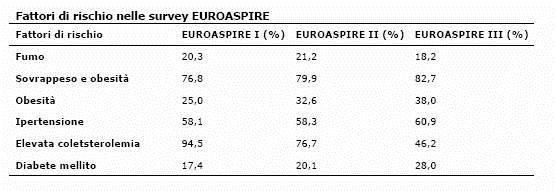 Fattori di rischio nelle survey EUROASPIRE
Fattori di rischio EUROASPIRE I (%) EUROASPIRE II (%) EUROASPIRE III (%)
Fumo 20,3 21,2 18,2
Sovrappeso e obesità 76,8 79,9 82,7
Obesità 25,0 32,6 38,0
Ipertensione 58,1 58,3 60,9
Elevata coletsterolemia 94,5 76,7 46,2
Diabete mellito 17,4 20,1 28,0